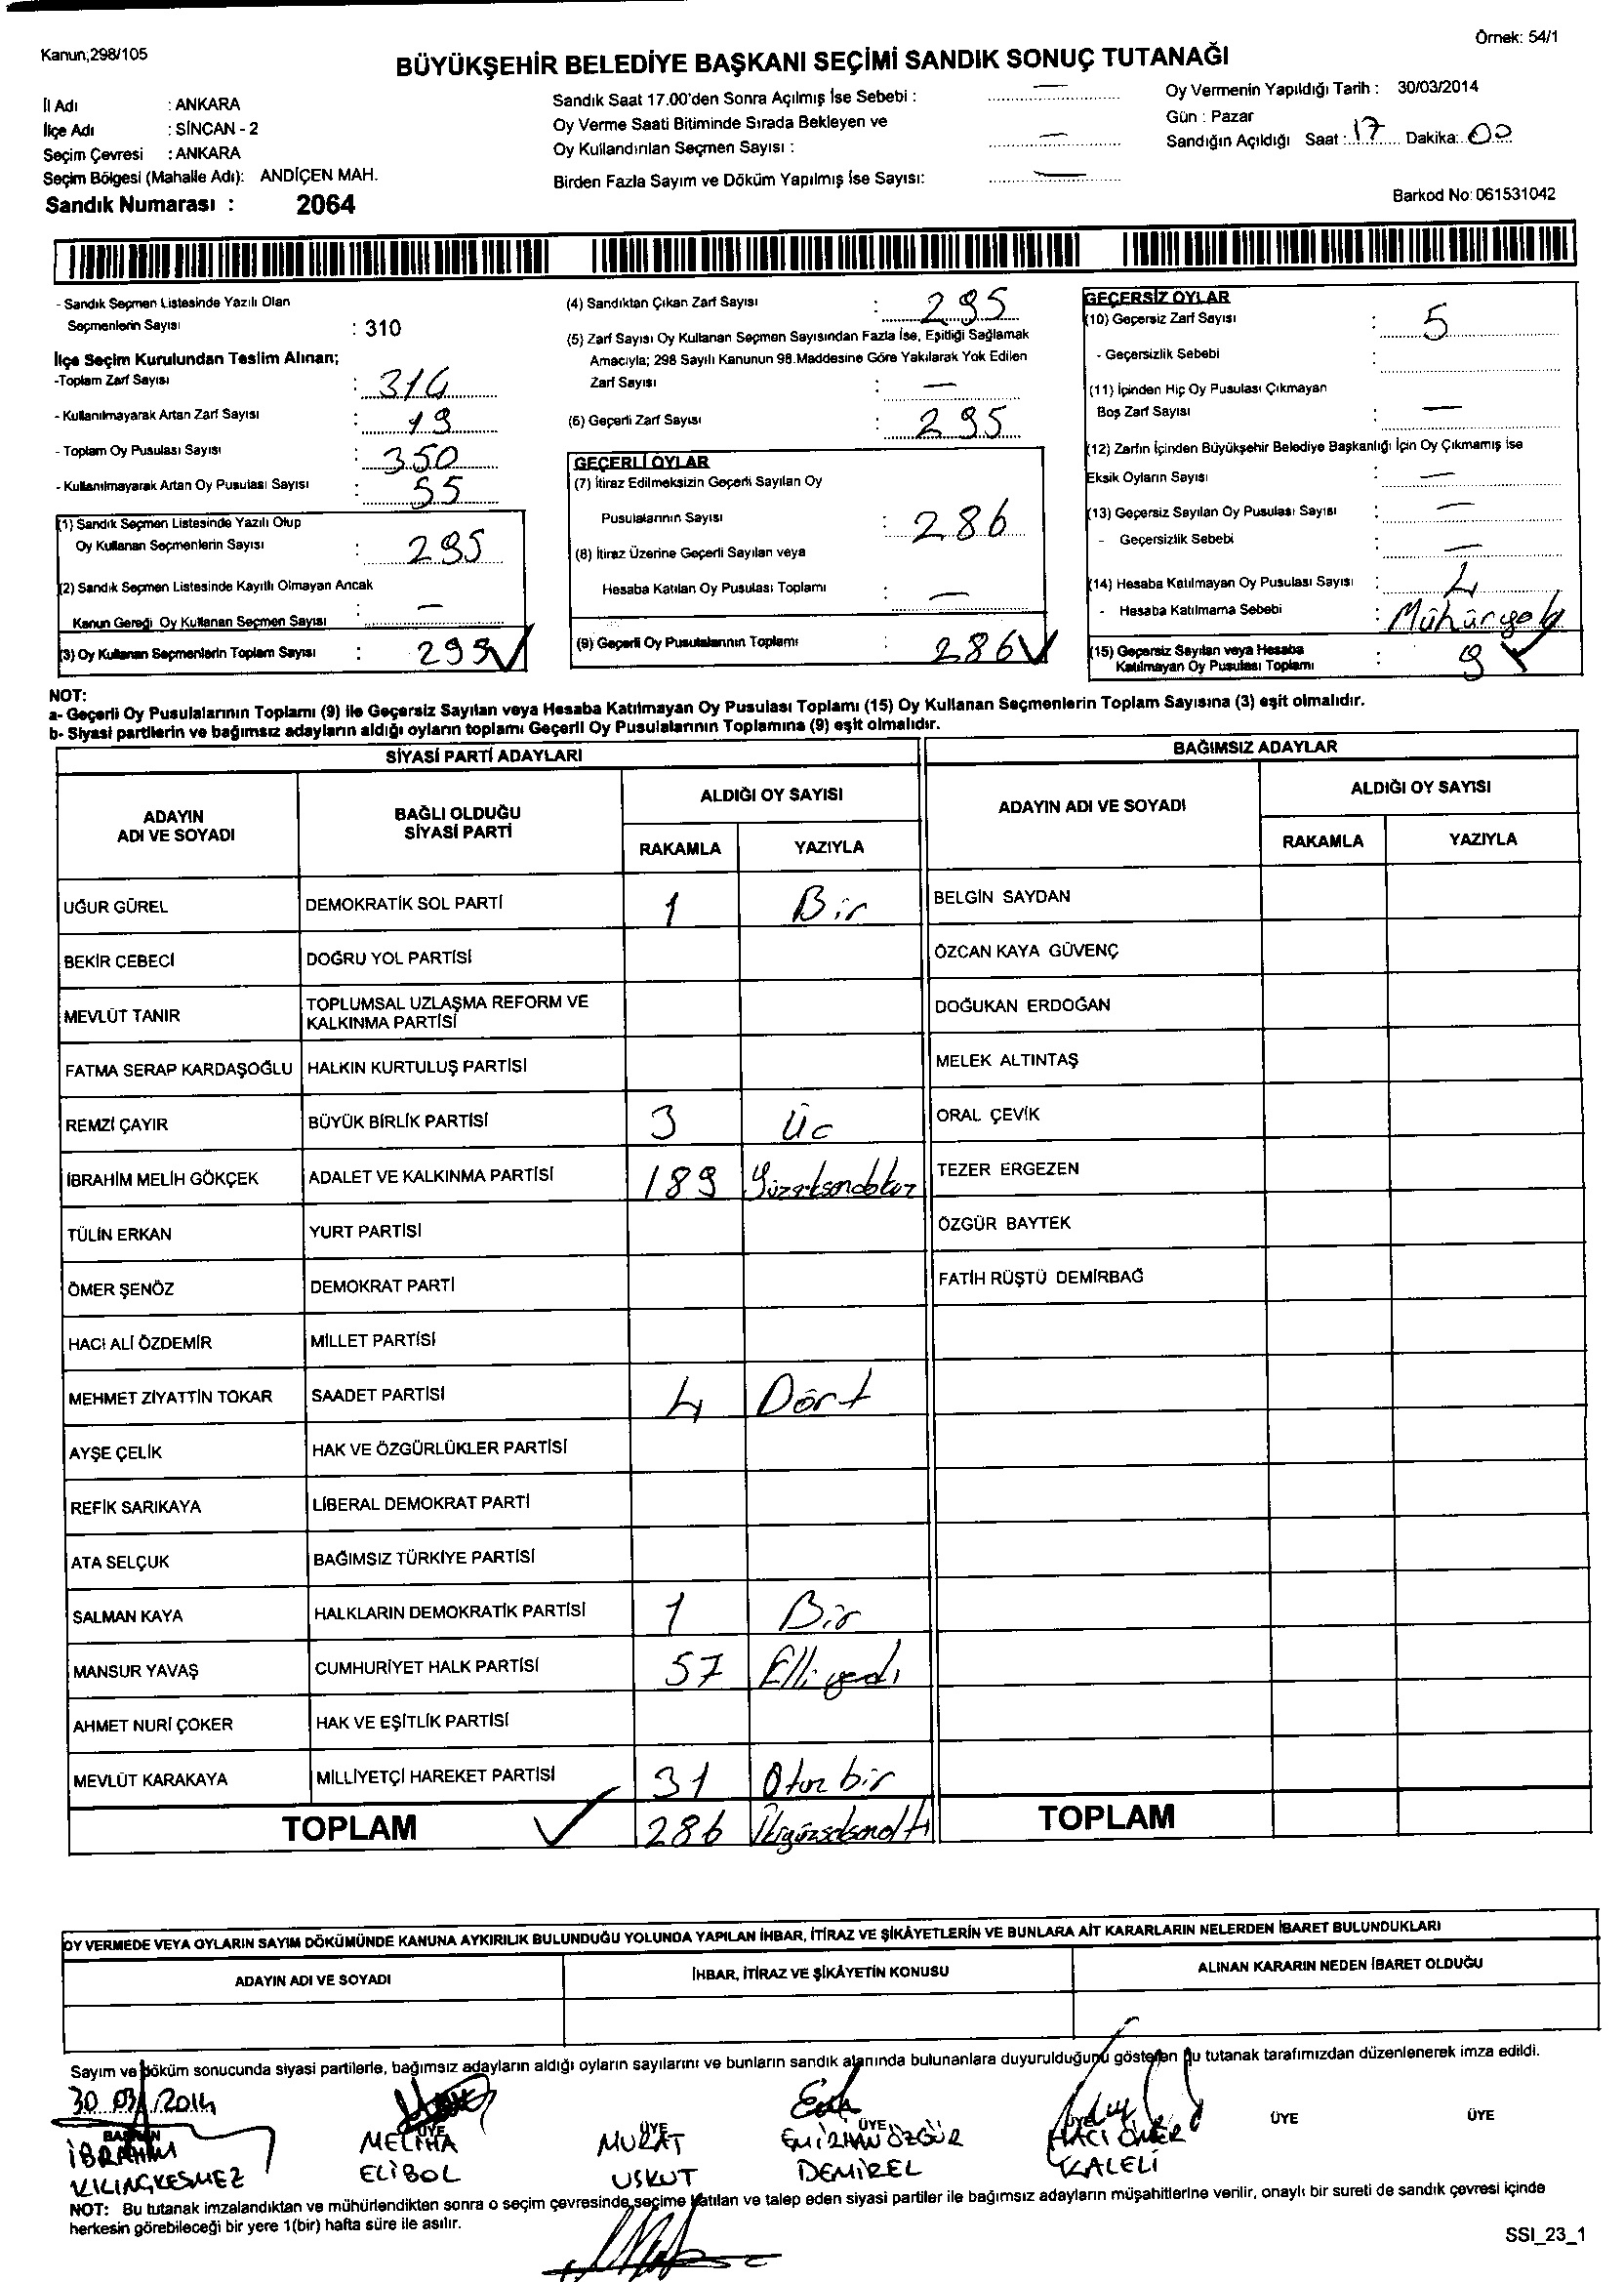 Kanun;298/105
Örnek: 54/1
BÜYÜKŞEHİR BELEDİYE BAŞKANI SEÇİMİ SANDIK SONUÇ TUTANAĞI
İl Adı : ANKARA
İlçe Adı : SİNCAN - 2
Seçim Çevresi : ANKARA
Seçim Bölgesi (Mahalle Adı): ANDİÇEN MAH.
Sandık Numarası : 2064
Sandık Saat 17.00'den Sonra Açılmış İse Sebebi : —
Oy Verme Saati Bitiminde Sırada Bekleyen ve
Oy Kullandırılan Seçmen Sayısı : —
Birden Fazla Sayım ve Döküm Yapılmış İse Sayısı: —
Oy Vermenin Yapıldığı Tarih : 30/03/2014
Gün : Pazar
Sandığın Açıldığı Saat : 17 Dakika: 00
Barkod No: 061531042
- Sandık Seçmen Listesinde Yazılı Olan
Seçmenlerin Sayısı : 310
İlçe Seçim Kurulundan Teslim Alınan;
-Toplam Zarf Sayısı : 314
- Kullanılmayarak Artan Zarf Sayısı : 19
- Toplam Oy Pusulası Sayısı : 350
- Kullanılmayarak Artan Oy Pusulası Sayısı : 55
(1) Sandık Seçmen Listesinde Yazılı Olup
Oy Kullanan Seçmenlerin Sayısı : 295
(2) Sandık Seçmen Listesinde Kayıtlı Olmayan Ancak
Kanun Gereği Oy Kullanan Seçmen Sayısı : —
(3) Oy Kullanan Seçmenlerin Toplam Sayısı : 295
(4) Sandıktan Çıkan Zarf Sayısı : 295
(5) Zarf Sayısı Oy Kullanan Seçmen Sayısından Fazla İse, Eşitliği Sağlamak
Amacıyla; 298 Sayılı Kanunun 98.Maddesine Göre Yakılarak Yok Edilen
Zarf Sayısı : —
(6) Geçerli Zarf Sayısı : 295
GEÇERLİ OYLAR
(7) İtiraz Edilmeksizin Geçerli Sayılan Oy
Pusulalarının Sayısı : 286
(8) İtiraz Üzerine Geçerli Sayılan veya
Hesaba Katılan Oy Pusulası Toplamı : —
(9) Geçerli Oy Pusulalarının Toplamı : 286
GEÇERSİZ OYLAR
(10) Geçersiz Zarf Sayısı : 5
- Geçersizlik Sebebi :
(11) İçinden Hiç Oy Pusulası Çıkmayan
Boş Zarf Sayısı : —
(12) Zarfın İçinden Büyükşehir Belediye Başkanlığı İçin Oy Çıkmamış ise
Eksik Oyların Sayısı : —
(13) Geçersiz Sayılan Oy Pusulası Sayısı : —
- Geçersizlik Sebebi : —
(14) Hesaba Katılmayan Oy Pusulası Sayısı : 4
- Hesaba Katılmama Sebebi : Mühür yok
(15) Geçersiz Sayılan veya Hesaba
Katılmayan Oy Pusulası Toplamı : 9
NOT:
a- Geçerli Oy Pusulalarının Toplamı (9) ile Geçersiz Sayılan veya Hesaba Katılmayan Oy Pusulası Toplamı (15) Oy Kullanan Seçmenlerin Toplam Sayısına (3) eşit olmalıdır.
b- Siyasi partilerin ve bağımsız adayların aldığı oyların toplamı Geçerli Oy Pusulalarının Toplamına (9) eşit olmalıdır.
SİYASİ PARTİ ADAYLARI
BAĞIMSIZ ADAYLAR
ADAYIN
ADI VE SOYADI
BAĞLI OLDUĞU
SİYASİ PARTİ
ALDIĞI OY SAYISI
RAKAMLA YAZIYLA
ADAYIN ADI VE SOYADI
ALDIĞI OY SAYISI
RAKAMLA YAZIYLA
UĞUR GÜREL DEMOKRATİK SOL PARTİ 1 Bir BELGİN SAYDAN
BEKİR CEBECİ DOĞRU YOL PARTİSİ ÖZCAN KAYA GÜVENÇ
MEVLÜT TANIR TOPLUMSAL UZLAŞMA REFORM VE
KALKINMA PARTİSİ DOĞUKAN ERDOĞAN
FATMA SERAP KARDAŞOĞLU HALKIN KURTULUŞ PARTİSİ MELEK ALTINTAŞ
REMZİ ÇAYIR BÜYÜK BİRLİK PARTİSİ 3 Üc ORAL ÇEVİK
İBRAHİM MELİH GÖKÇEK ADALET VE KALKINMA PARTİSİ 189 Yüzseksendokuz TEZER ERGEZEN
TÜLİN ERKAN YURT PARTİSİ ÖZGÜR BAYTEK
ÖMER ŞENÖZ DEMOKRAT PARTİ FATİH RÜŞTÜ DEMİRBAĞ
HACI ALİ ÖZDEMİR MİLLET PARTİSİ
MEHMET ZİYATTİN TOKAR SAADET PARTİSİ 4 Dört
AYŞE ÇELİK HAK VE ÖZGÜRLÜKLER PARTİSİ
REFİK SARIKAYA LİBERAL DEMOKRAT PARTİ
ATA SELÇUK BAĞIMSIZ TÜRKİYE PARTİSİ
SALMAN KAYA HALKLARIN DEMOKRATİK PARTİSİ 1 Bir
MANSUR YAVAŞ CUMHURİYET HALK PARTİSİ 57 Elli yedi
AHMET NURİ ÇOKER HAK VE EŞİTLİK PARTİSİ
MEVLÜT KARAKAYA MİLLİYETÇİ HAREKET PARTİSİ 31 Otuz bir
TOPLAM 286 İkiyüzseksenaltı TOPLAM
OY VERMEDE VEYA OYLARIN SAYIM DÖKÜMÜNDE KANUNA AYKIRILIK BULUNDUĞU YOLUNDA YAPILAN İHBAR, İTİRAZ VE ŞİKÂYETLERİN VE BUNLARA AİT KARARLARIN NELERDEN İBARET BULUNDUKLARI
ADAYIN ADI VE SOYADI İHBAR, İTİRAZ VE ŞİKÂYETİN KONUSU ALINAN KARARIN NEDEN İBARET OLDUĞU
Sayım ve döküm sonucunda siyasi partilerle, bağımsız adayların aldığı oyların sayılarını ve bunların sandık alanında bulunanlara duyurulduğunu gösteren bu tutanak tarafımızdan düzenlenerek imza edildi.
30 03/2014
BAŞKAN ÜYE ÜYE ÜYE ÜYE ÜYE ÜYE
İBRAHİM MELİHA MURAT EMİRHAN ÖZGÜR HACI ÖMER
KILINÇKESMEZ ELİBOL USKUT DEMİREL KALELİ
NOT: Bu tutanak imzalandıktan ve mühürlendikten sonra o seçim çevresinde seçime katılan ve talep eden siyasi partiler ile bağımsız adayların müşahitlerine verilir, onaylı bir sureti de sandık çevresi içinde
herkesin görebileceği bir yere 1(bir) hafta süre ile asılır.
SSI_23_1